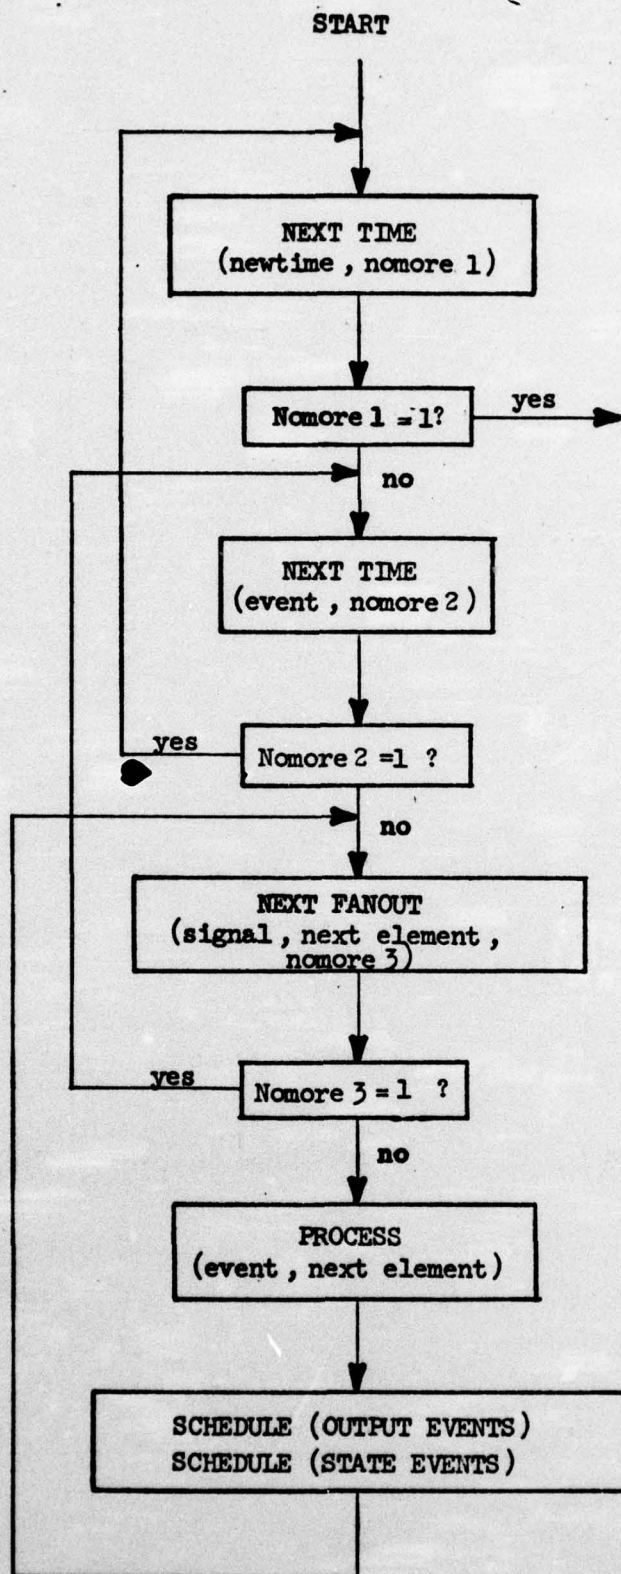 START
NEXT TIME
(newtime , nomore 1)
Nomore 1 = 1?
yes
no
NEXT TIME
(event , nomore 2)
yes
Nomore 2 =1 ?
no
NEXT FANOUT
(signal , next element ,
nomore 3)
yes
Nomore 3 = 1 ?
no
PROCESS
(event , next element)
SCHEDULE (OUTPUT EVENTS)
SCHEDULE (STATE EVENTS)